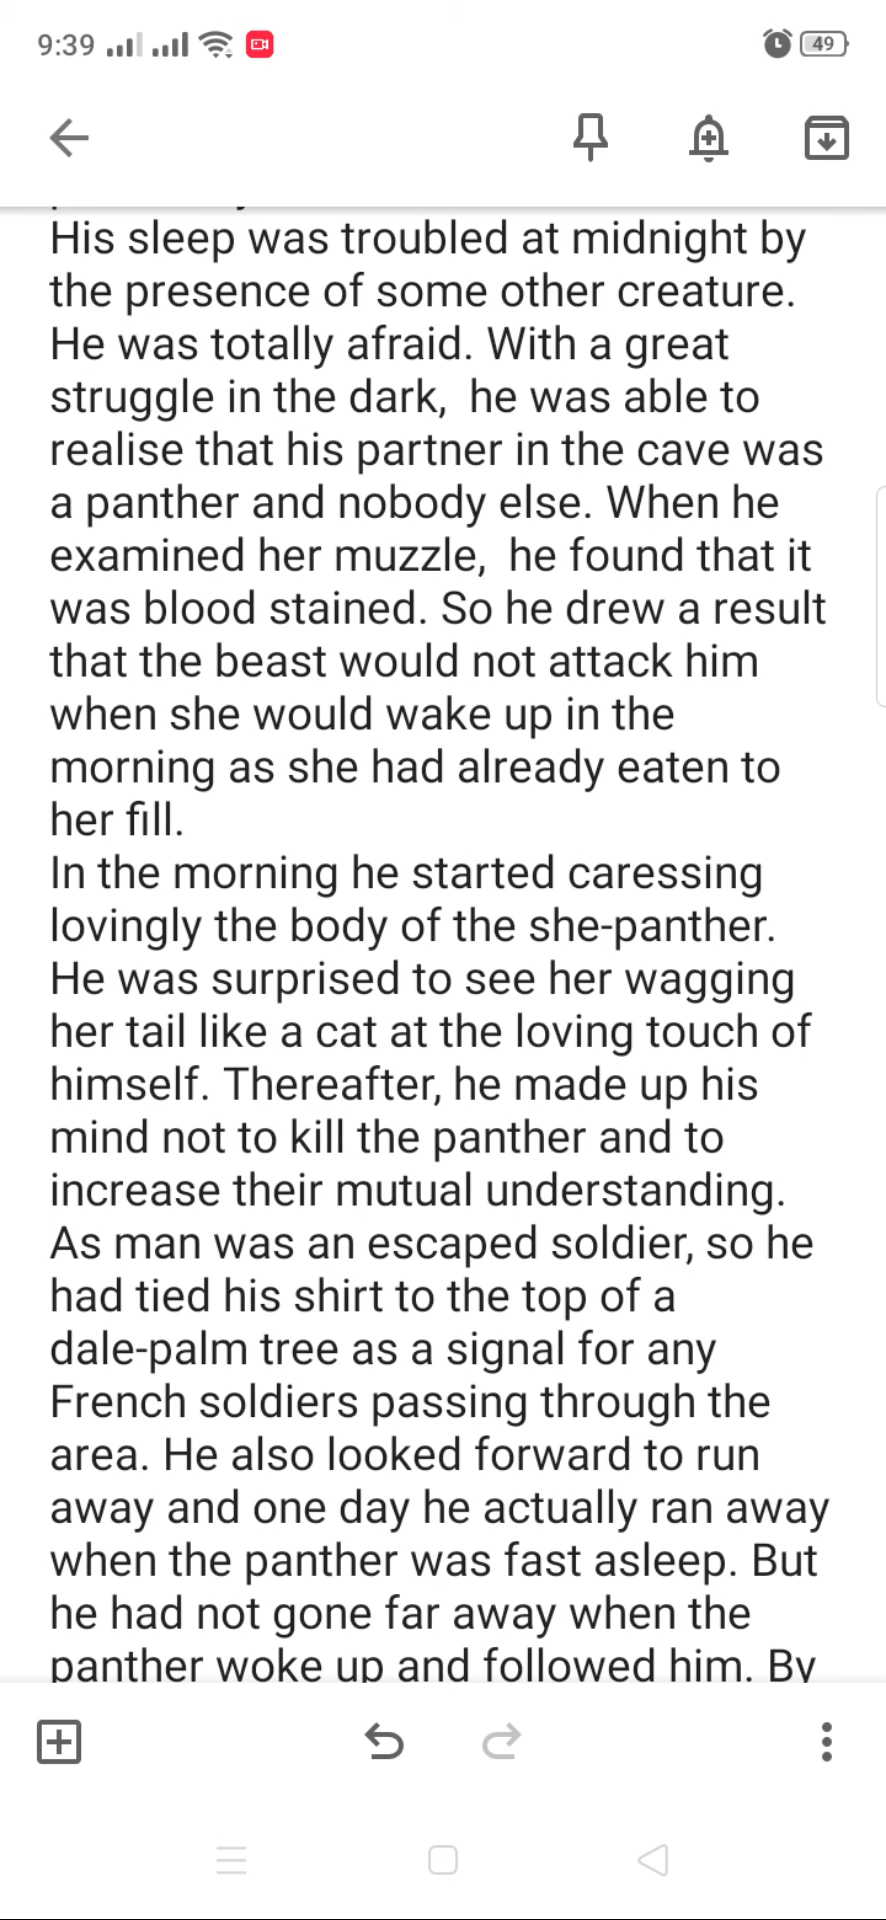 9:39
49
His sleep was troubled at midnight by
the presence of some other creature.
He was totally afraid. With a great
struggle in the dark,  he was able to
realise that his partner in the cave was
a panther and nobody else. When he
examined her muzzle,  he found that it
was blood stained. So he drew a result
that the beast would not attack him
when she would wake up in the
morning as she had already eaten to
her fill.
In the morning he started caressing
lovingly the body of the she-panther.
He was surprised to see her wagging
her tail like a cat at the loving touch of
himself. Thereafter, he made up his
mind not to kill the panther and to
increase their mutual understanding.
As man was an escaped soldier, so he
had tied his shirt to the top of a
dale-palm tree as a signal for any
French soldiers passing through the
area. He also looked forward to run
away and one day he actually ran away
when the panther was fast asleep. But
he had not gone far away when the
panther woke up and followed him. By